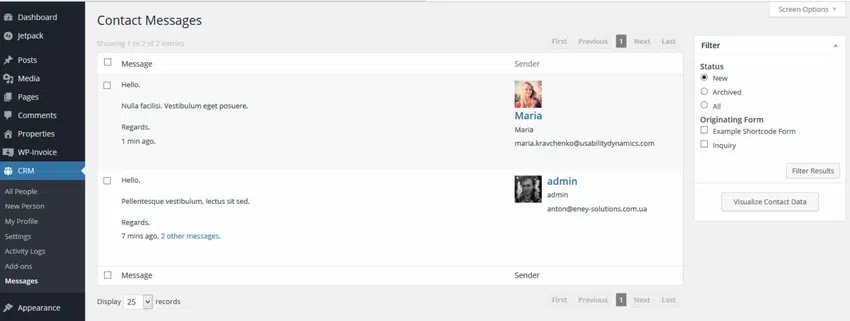 Dashboard
Jetpack
Posts
Media
Pages
Comments
Properties
WP-Invoice
CRM
All People
New Person
My Profile
Settings
Activity Logs
Add-ons
Messages
Appearance
Screen Options
Contact Messages
Showing 1 to 2 of 2 entries
First Previous 1 Next Last
Message Sender
Hello,
Nulla facilisi. Vestibulum eget posuere.
Regards.
1 min ago.
Maria
Maria
maria.kravchenko@usabilitydynamics.com
Hello,
Pellentesque vestibulum, lectus sit sed.
Regards.
7 mins ago. 2 other messages.
admin
admin
anton@eney-solutions.com.ua
Message Sender
Display 25 records
First Previous 1 Next Last
Filter
Status
New
Archived
All
Originating Form
Example Shortcode Form
Inquiry
Filter Results
Visualize Contact Data